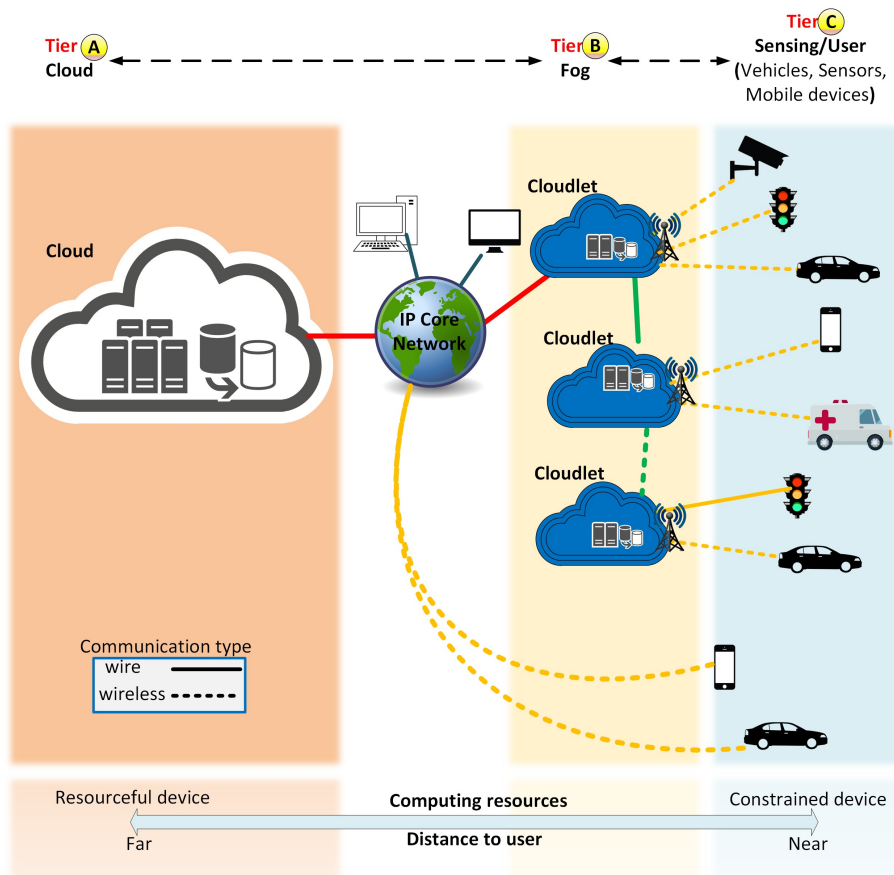 Tier A
Cloud
Tier B
Fog
Tier C
Sensing/User
(Vehicles, Sensors,
Mobile devices)
Cloud
Cloudlet
IP Core
Network
Cloudlet
Cloudlet
Communication type
wire
wireless
Resourceful device
Computing resources
Constrained device
Far
Distance to user
Near